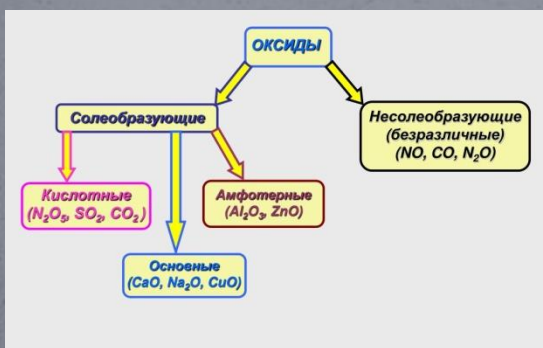 ОКСИДЫ
Солеобразующие
Несолеобразующие
(безразличные)
(NO, CO, N₂O)
Кислотные
(N₂O₅, SO₂, CO₂)
Амфотерные
(Al₂O₃, ZnO)
Основные
(CaO, Na₂O, CuO)